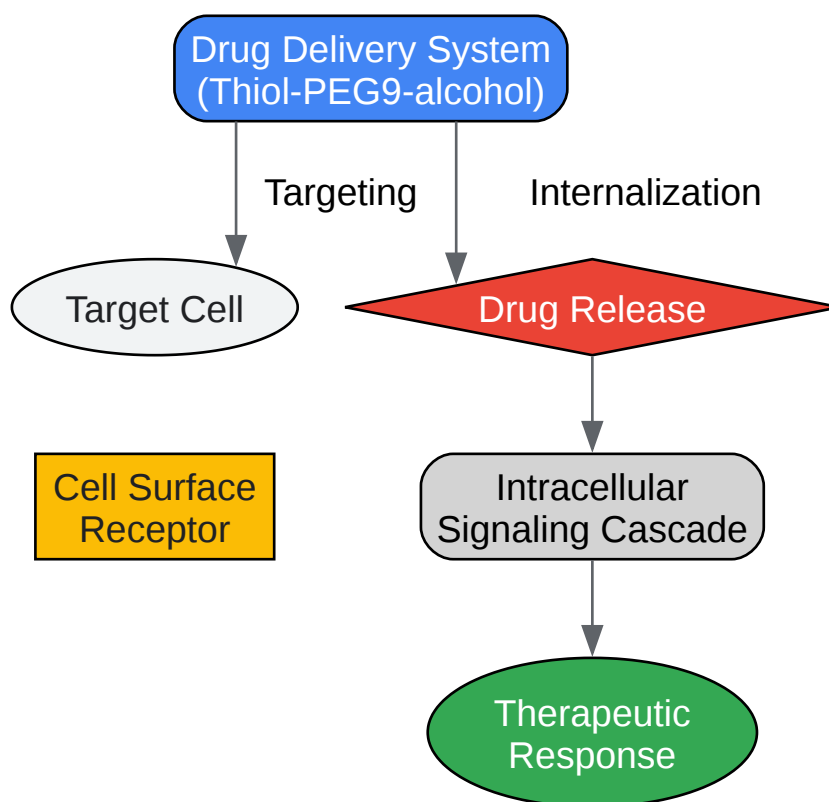 Drug Delivery System
(Thiol-PEG9-alcohol)
Targeting
Internalization
Target Cell
Drug Release
Cell Surface
Receptor
Intracellular
Signaling Cascade
Therapeutic
Response